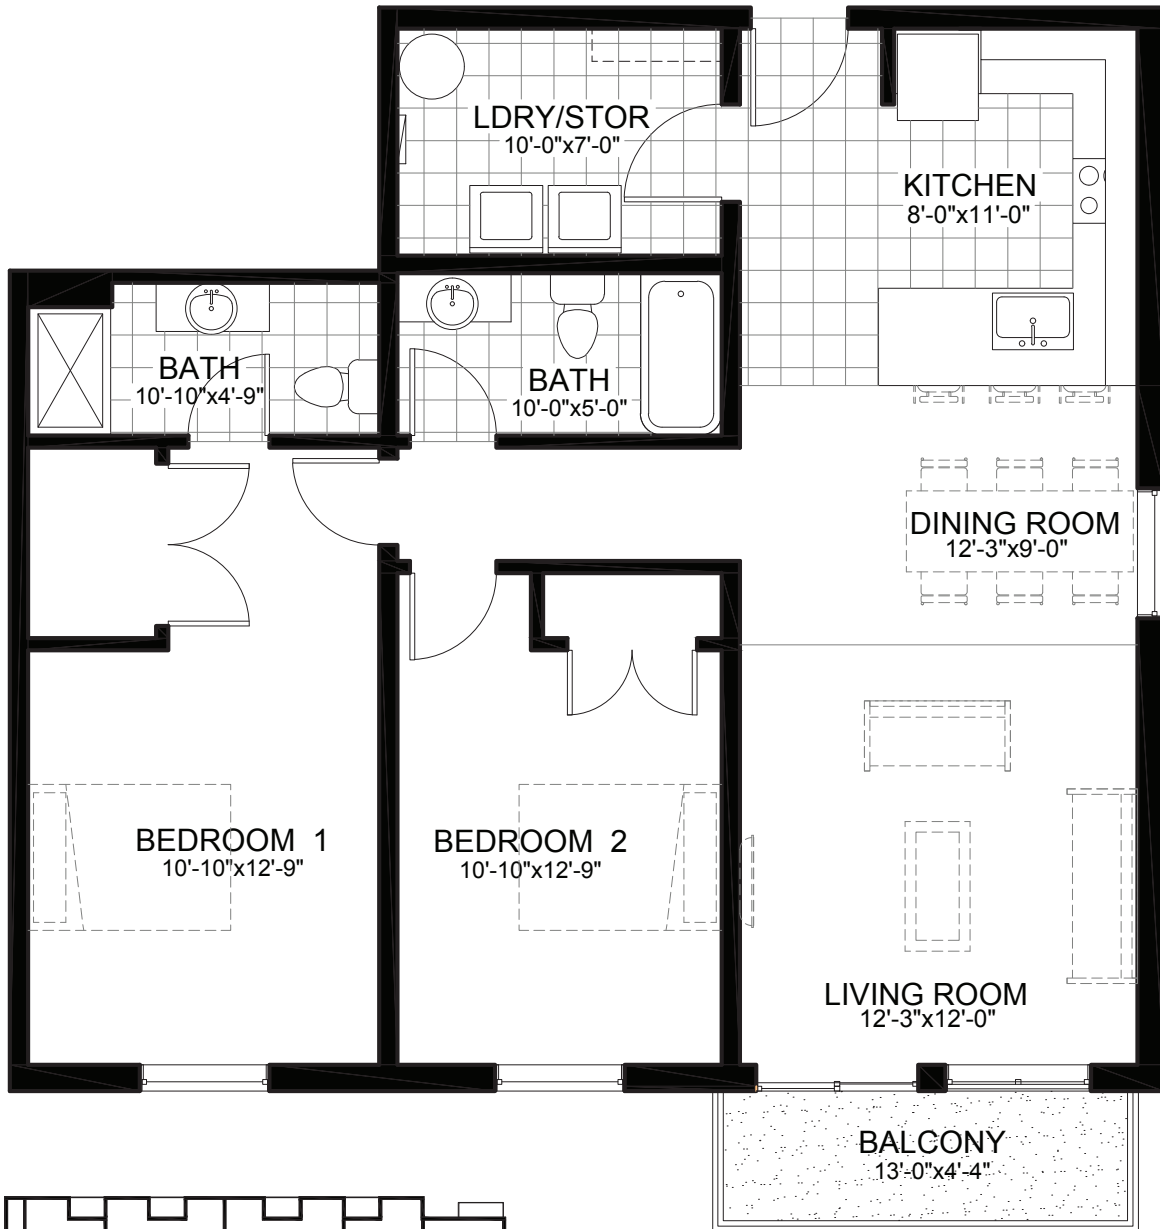 LDRY/STOR
10'-0"x7'-0"
KITCHEN
8'-0"x11'-0"
BATH
10'-10"x4'-9"
BATH
10'-0"x5'-0"
DINING ROOM
12'-3"x9'-0"
BEDROOM 1
10'-10"x12'-9"
BEDROOM 2
10'-10"x12'-9"
LIVING ROOM
12'-3"x12'-0"
BALCONY
13'-0"x4'-4"